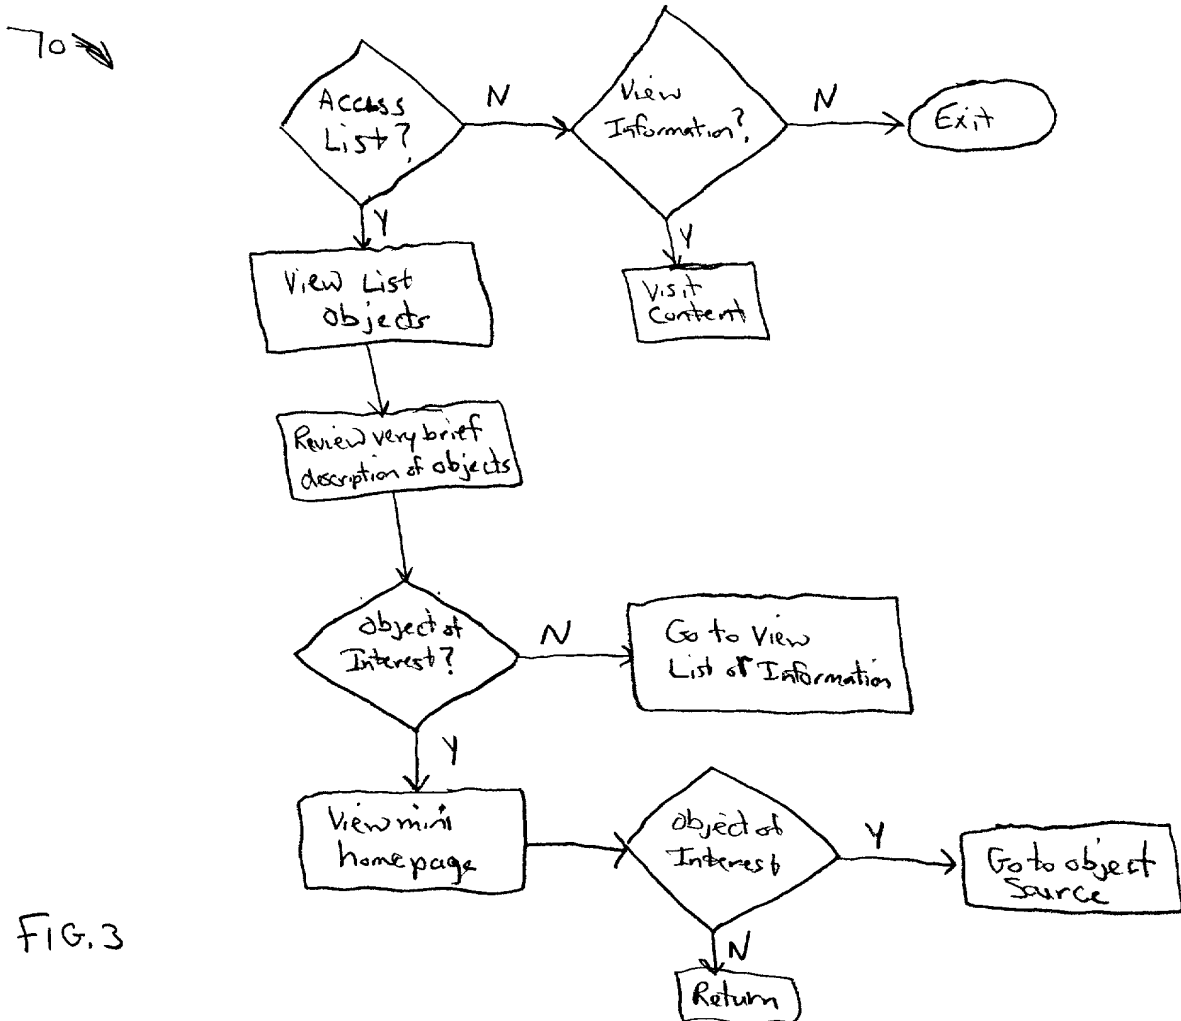 70
Access
List?
N
View
Information?
N
Exit
Y
Y
View List
Objects
Visit
Content
Review very brief
description of objects
Object of
Interest?
N
Go to View
List or Information
Y
View mini
homepage
Object of
Interest
Y
Go to object
Source
N
Return
FIG. 3